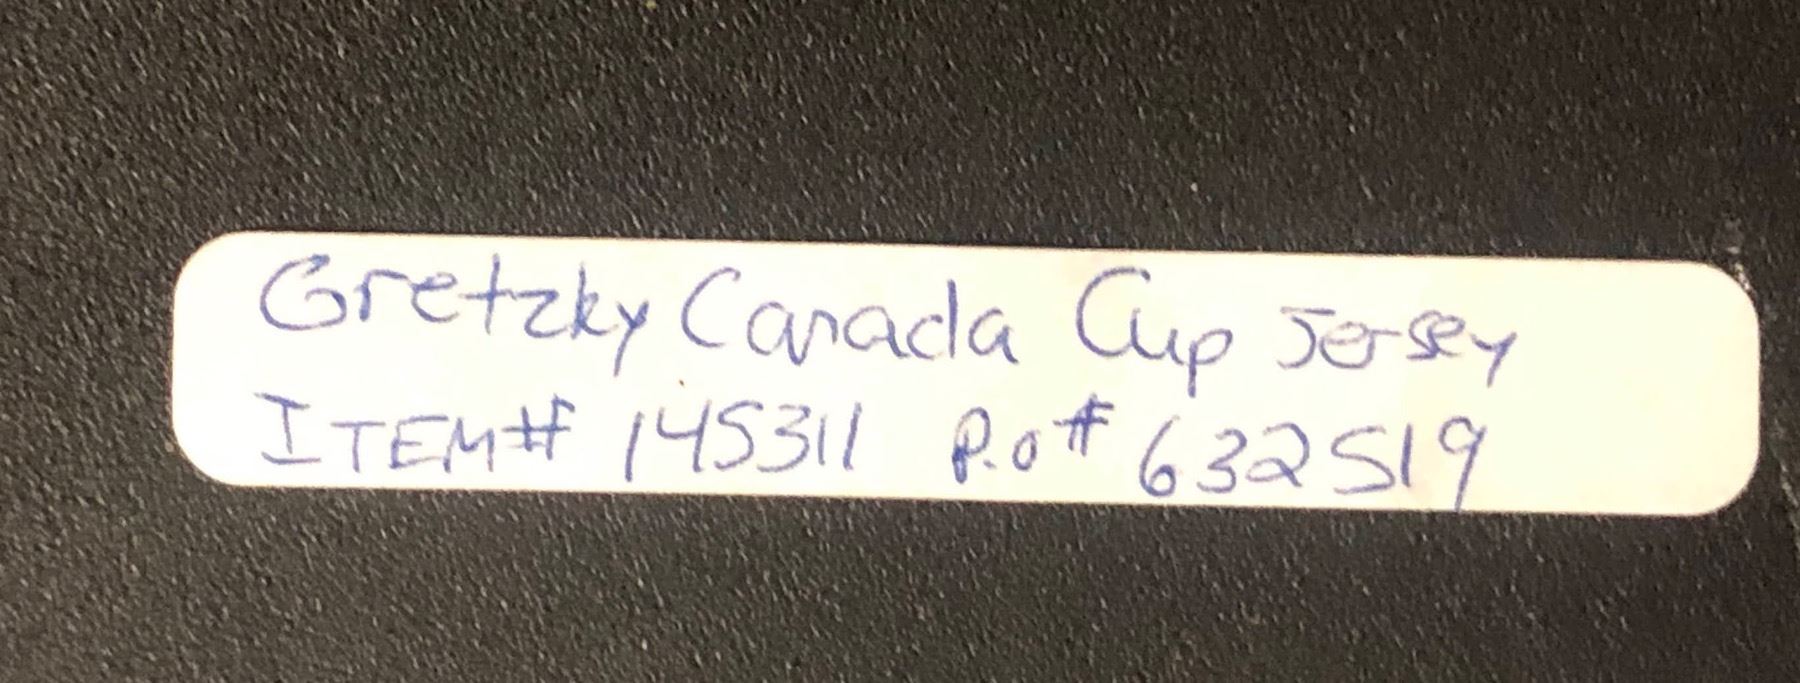 Gretzky Canada Cup Jersey
ITEM# 145311 P.o# 632519